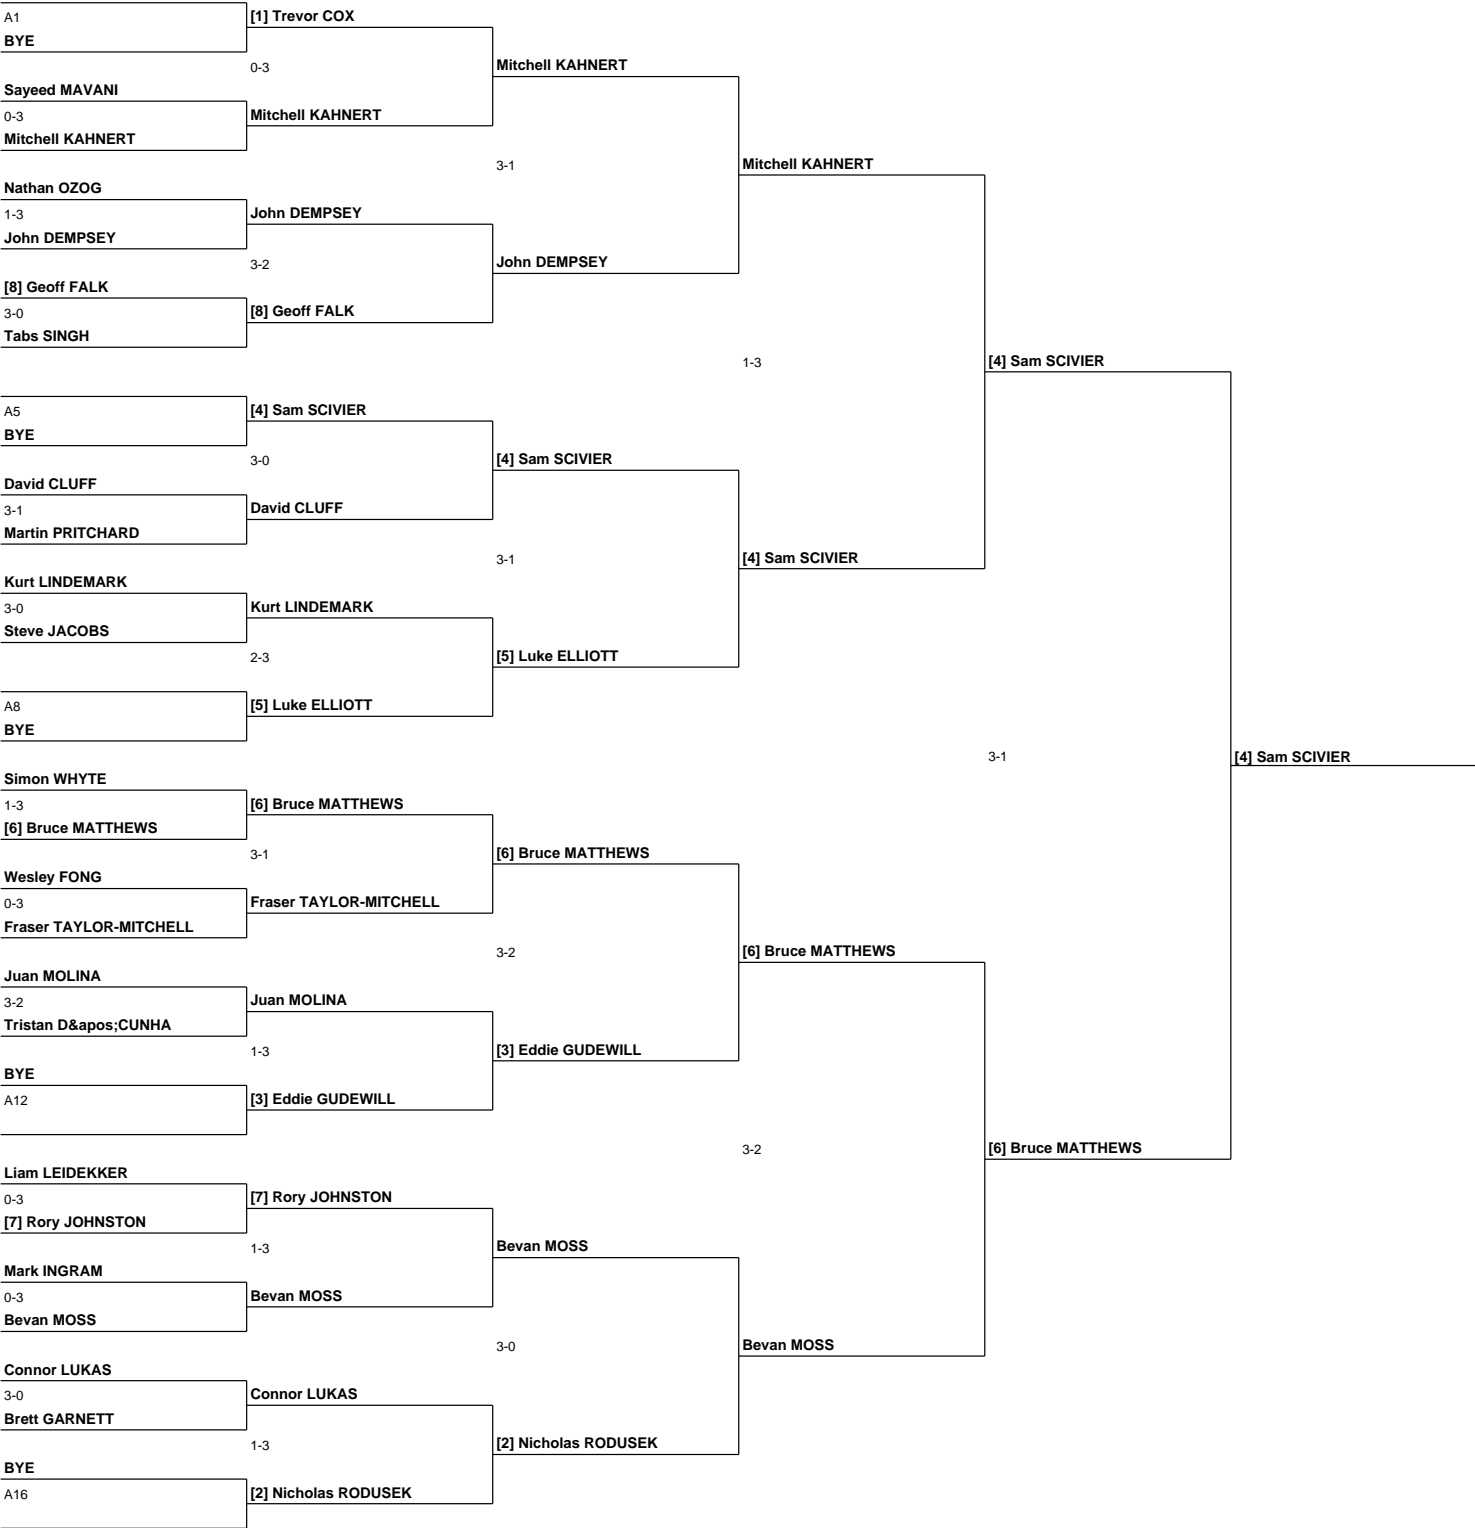 A1
BYE
[1] Trevor COX
0-3
Sayeed MAVANI
0-3
Mitchell KAHNERT
Mitchell KAHNERT
Mitchell KAHNERT
3-1
Nathan OZOG
1-3
John DEMPSEY
John DEMPSEY
3-2
[8] Geoff FALK
3-0
Tabs SINGH
[8] Geoff FALK
John DEMPSEY
Mitchell KAHNERT
1-3
A5
BYE
[4] Sam SCIVIER
3-0
David CLUFF
3-1
Martin PRITCHARD
David CLUFF
[4] Sam SCIVIER
3-1
Kurt LINDEMARK
3-0
Steve JACOBS
Kurt LINDEMARK
2-3
A8
BYE
[5] Luke ELLIOTT
[5] Luke ELLIOTT
[4] Sam SCIVIER
[4] Sam SCIVIER
3-1
[4] Sam SCIVIER
Simon WHYTE
1-3
[6] Bruce MATTHEWS
[6] Bruce MATTHEWS
3-1
Wesley FONG
0-3
Fraser TAYLOR-MITCHELL
Fraser TAYLOR-MITCHELL
[6] Bruce MATTHEWS
3-2
Juan MOLINA
3-2
Tristan D&apos;CUNHA
Juan MOLINA
1-3
BYE
A12
[3] Eddie GUDEWILL
[3] Eddie GUDEWILL
[6] Bruce MATTHEWS
3-2
[6] Bruce MATTHEWS
Liam LEIDEKKER
0-3
[7] Rory JOHNSTON
[7] Rory JOHNSTON
1-3
Mark INGRAM
0-3
Bevan MOSS
Bevan MOSS
Bevan MOSS
3-0
Bevan MOSS
Connor LUKAS
3-0
Brett GARNETT
Connor LUKAS
1-3
BYE
A16
[2] Nicholas RODUSEK
[2] Nicholas RODUSEK